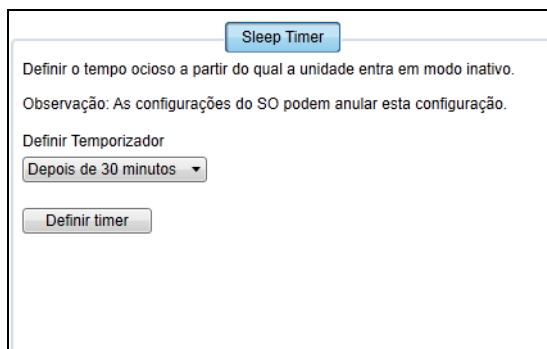 Sleep Timer
Definir o tempo ocioso a partir do qual a unidade entra em modo inativo.
Observação: As configurações do SO podem anular esta configuração.
Definir Temporizador
Depois de 30 minutos
Definir timer